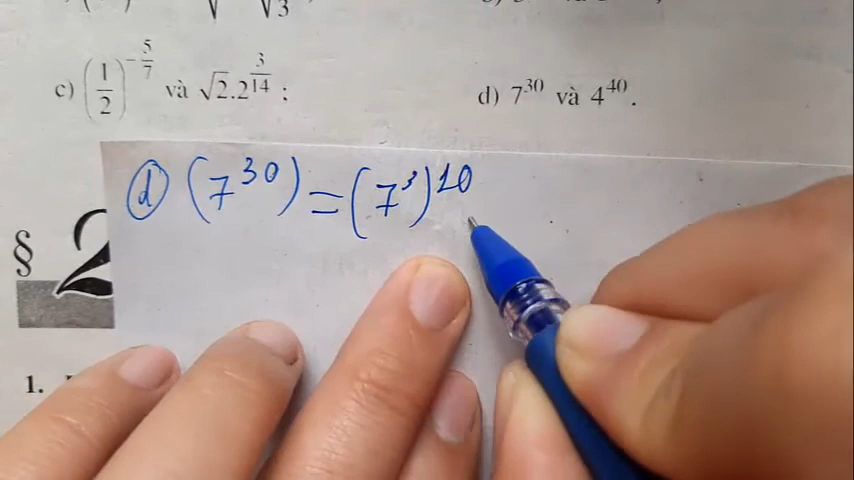 √3
c) (1/2)^{-5/7} và √2.2^{3/14} ;
d) 7^{30} và 4^{40}.
d (7^{30}) = (7^3)^{10}
§ 2
1.